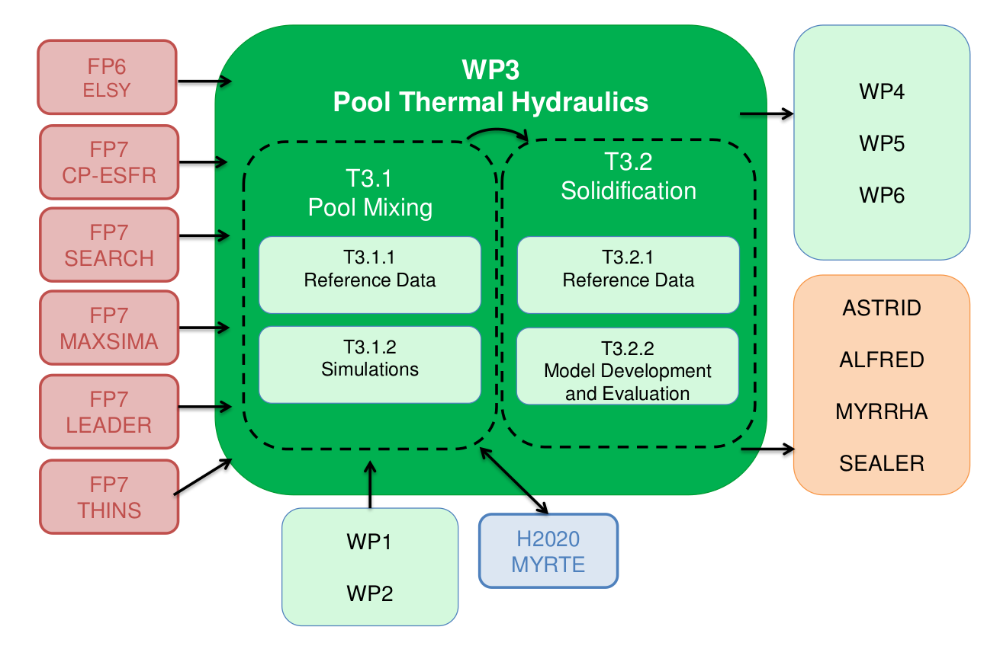 FP6
ELSY
FP7
CP-ESFR
FP7
SEARCH
FP7
MAXSIMA
FP7
LEADER
FP7
THINS
WP3
Pool Thermal Hydraulics
T3.1
Pool Mixing
T3.1.1
Reference Data
T3.1.2
Simulations
T3.2
Solidification
T3.2.1
Reference Data
T3.2.2
Model Development
and Evaluation
WP1
WP2
H2020
MYRTE
WP4
WP5
WP6
ASTRID
ALFRED
MYRRHA
SEALER